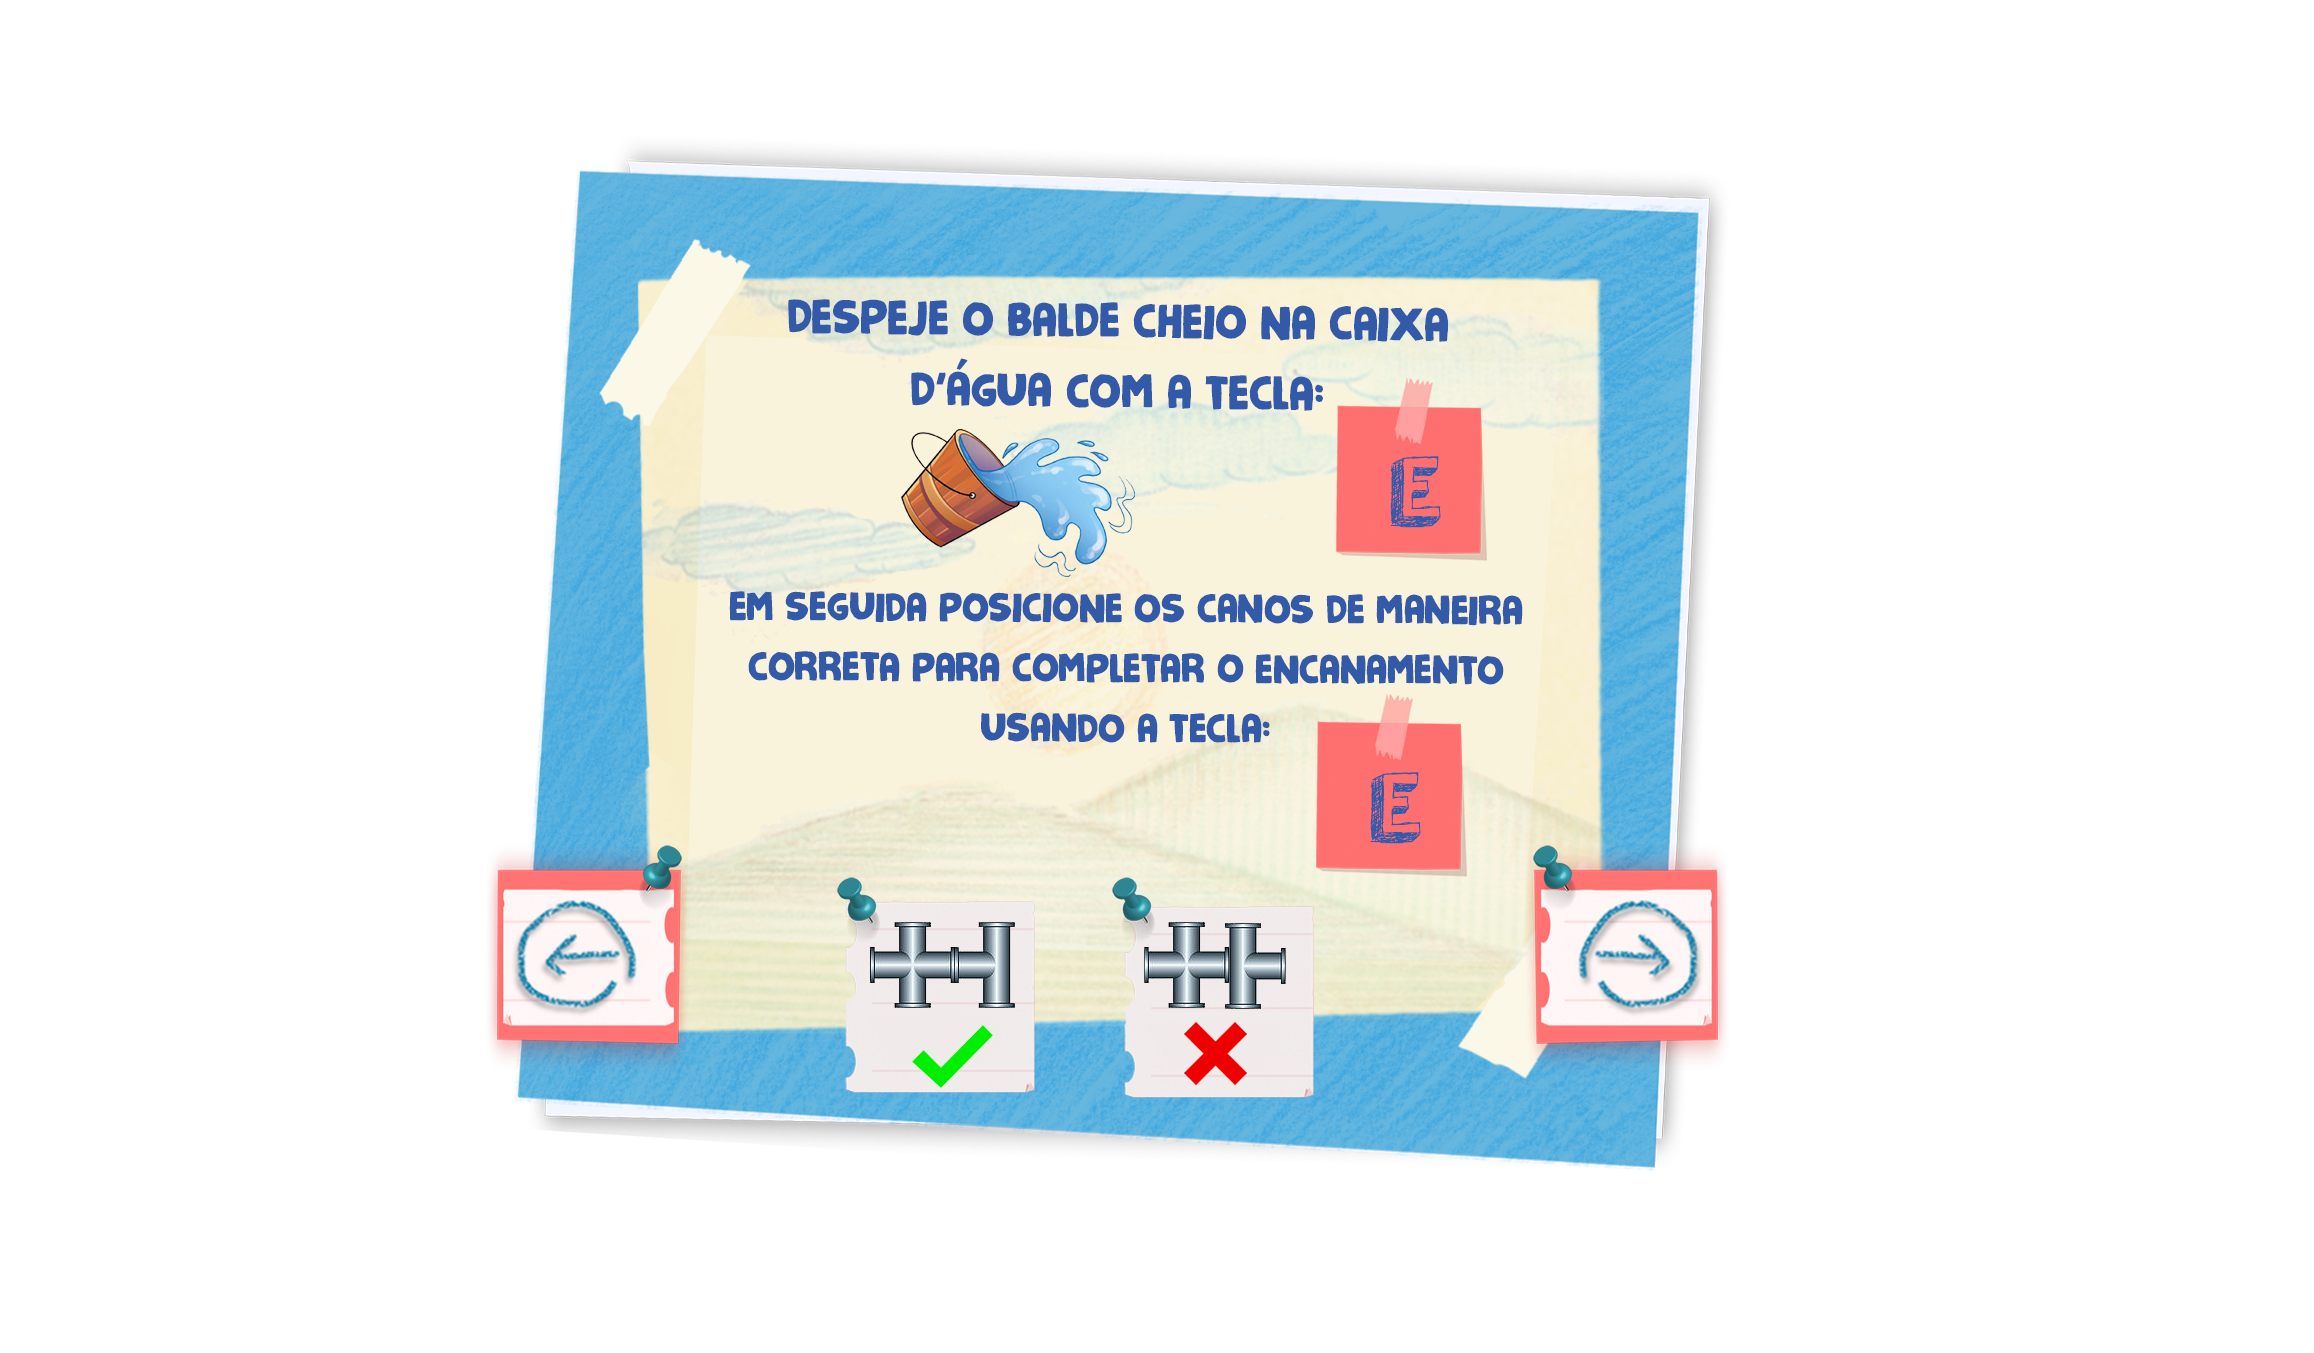 DESPEJE O BALDE CHEIO NA CAIXA
D'ÁGUA COM A TECLA:
E
EM SEGUIDA POSICIONE OS CANOS DE MANEIRA
CORRETA PARA COMPLETAR O ENCANAMENTO
USANDO A TECLA:
E